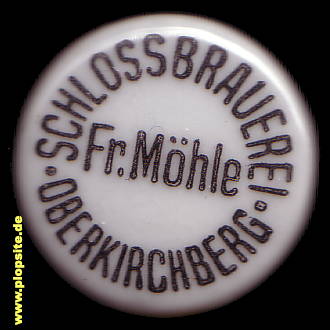 · SCHLOSSBRAUEREI ·
Fr. Möhle
OBERKIRCHBERG
© www.plopsite.de